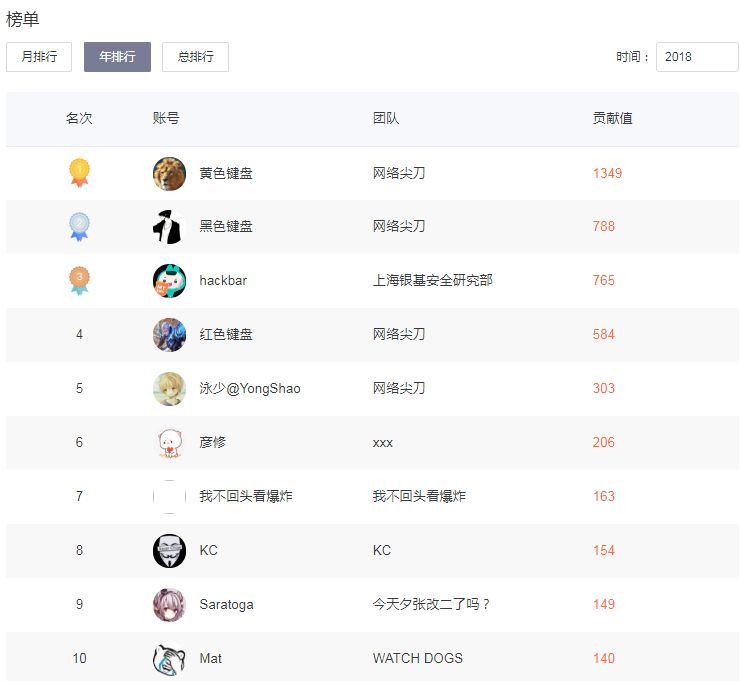 榜单
月排行 年排行 总排行 时间： 2018
名次 账号 团队 贡献值
1 黄色键盘 网络尖刀 1349
2 黑色键盘 网络尖刀 788
3 hackbar 上海银基安全研究部 765
4 红色键盘 网络尖刀 584
5 泳少@YongShao 网络尖刀 303
6 彦修 xxx 206
7 我不回头看爆炸 我不回头看爆炸 163
8 KC KC 154
9 Saratoga 今天夕张改二了吗？ 149
10 Mat WATCH DOGS 140